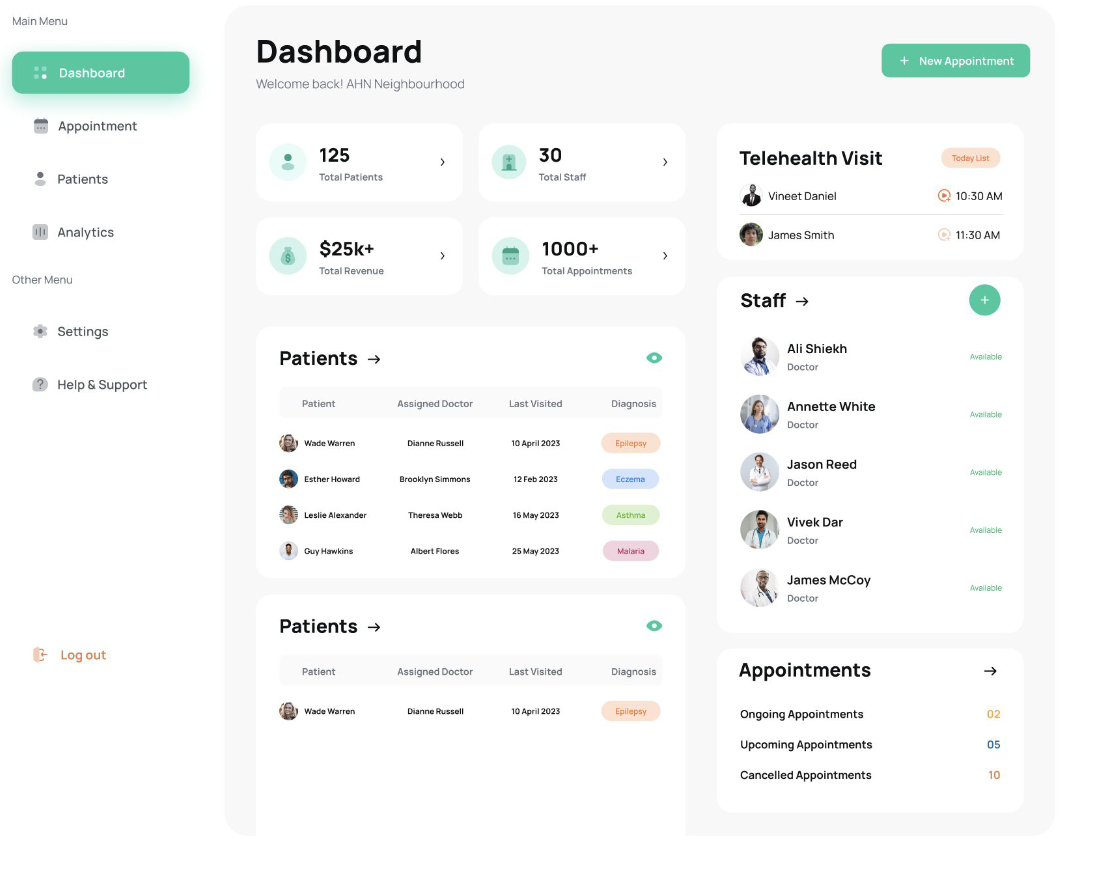 Main Menu
Dashboard
Appointment
Patients
Analytics
Other Menu
Settings
Help & Support
Log out
Dashboard
Welcome back! AHN Neighbourhood
+ New Appointment
125
Total Patients
30
Total Staff
$25k+
Total Revenue
1000+
Total Appointments
Patients →
Patient Assigned Doctor Last Visited Diagnosis
Wade Warren Dianne Russell 10 April 2023 Epilepsy
Esther Howard Brooklyn Simmons 12 Feb 2023 Eczema
Leslie Alexander Theresa Webb 16 May 2023 Asthma
Guy Hawkins Albert Flores 25 May 2023 Malaria
Patients →
Patient Assigned Doctor Last Visited Diagnosis
Wade Warren Dianne Russell 10 April 2023 Epilepsy
Telehealth Visit Today List
Vineet Daniel 10:30 AM
James Smith 11:30 AM
Staff → +
Ali Shiekh
Doctor
Available
Annette White
Doctor
Available
Jason Reed
Doctor
Available
Vivek Dar
Doctor
Available
James McCoy
Doctor
Available
Appointments →
Ongoing Appointments 02
Upcoming Appointments 05
Cancelled Appointments 10